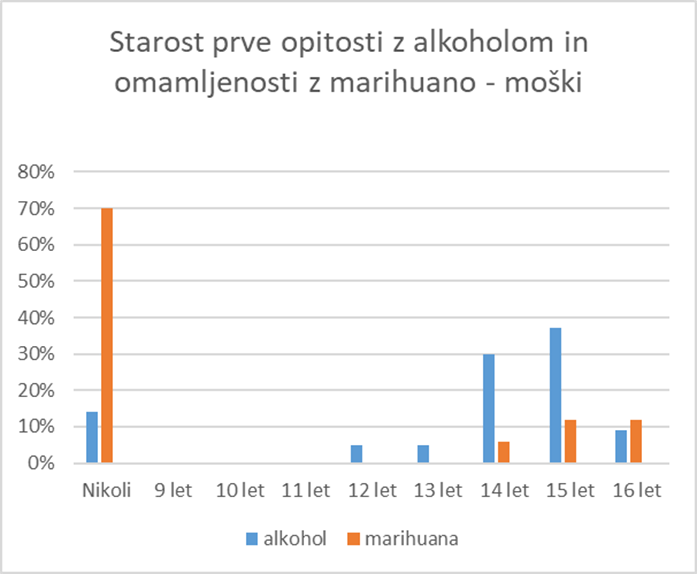 Starost prve opitosti z alkoholom in
omamljenosti z marihuano - moški
80%
70%
60%
50%
40%
30%
20%
10%
0%
Nikoli 9 let 10 let 11 let 12 let 13 let 14 let 15 let 16 let
alkohol marihuana